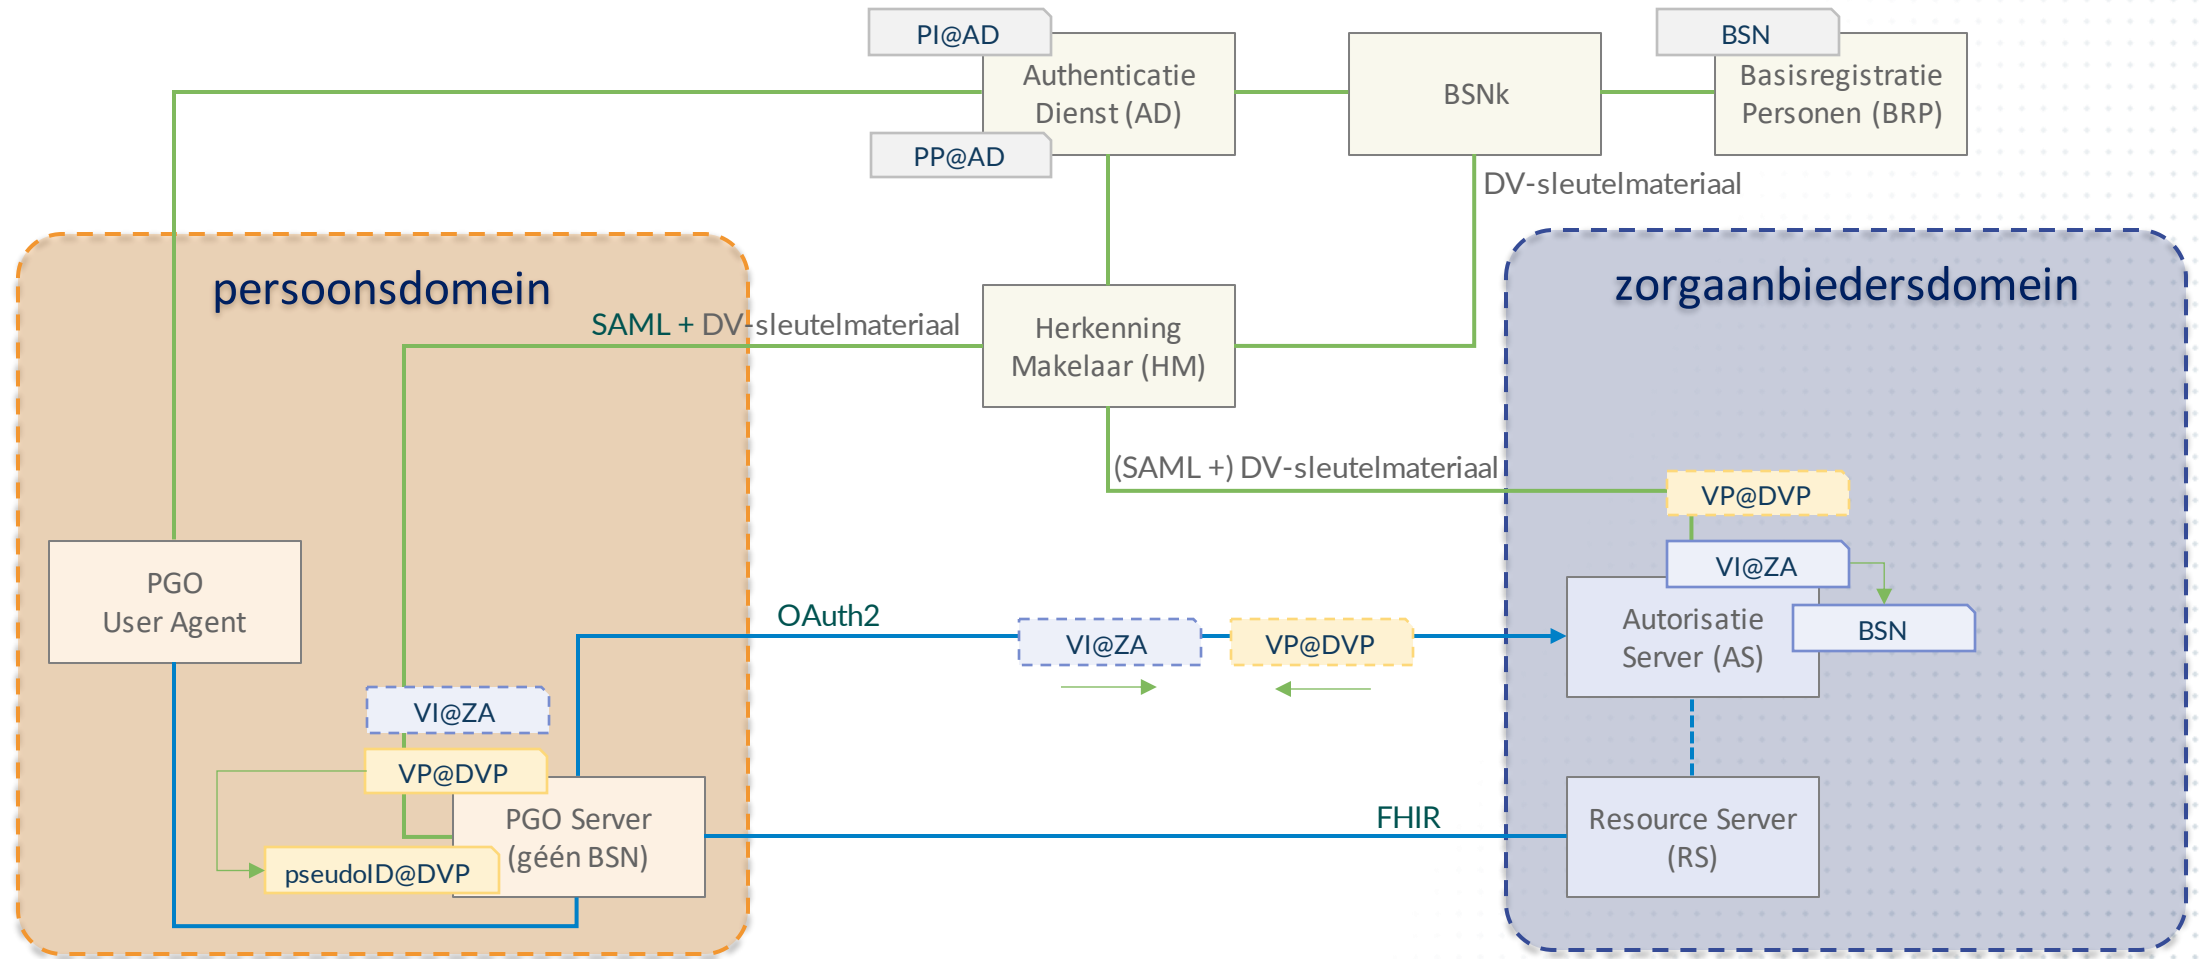 PI@AD
BSN
Authenticatie
Dienst (AD)
BSNk
Basisregistratie
Personen (BRP)
PP@AD
DV-sleutelmateriaal
persoonsdomein
zorgaanbiedersdomein
SAML + DV-sleutelmateriaal
Herkenning
Makelaar (HM)
(SAML +) DV-sleutelmateriaal
VP@DVP
VI@ZA
PGO
User Agent
OAuth2
VI@ZA
VP@DVP
Autorisatie
Server (AS)
BSN
VI@ZA
VP@DVP
PGO Server
(géén BSN)
pseudoID@DVP
FHIR
Resource Server
(RS)